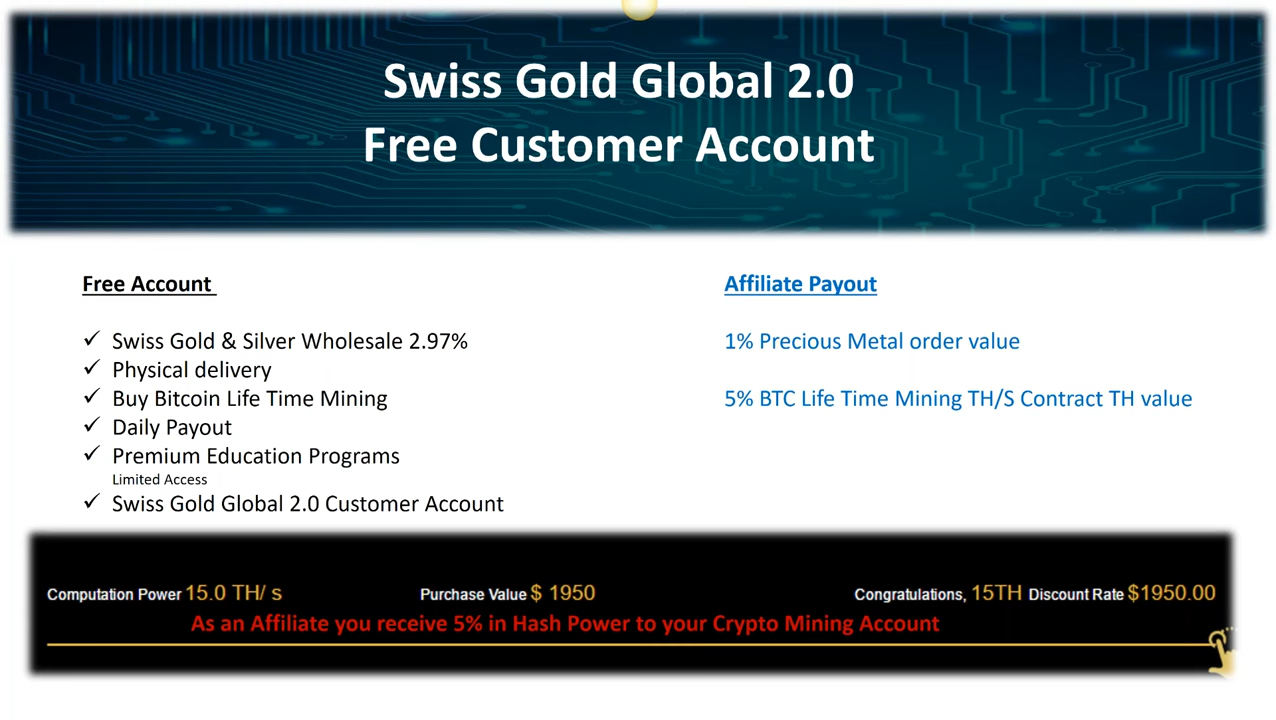 Swiss Gold Global 2.0
Free Customer Account
Free Account
✓ Swiss Gold & Silver Wholesale 2.97%
✓ Physical delivery
✓ Buy Bitcoin Life Time Mining
✓ Daily Payout
✓ Premium Education Programs
Limited Access
✓ Swiss Gold Global 2.0 Customer Account
Affiliate Payout
1% Precious Metal order value
5% BTC Life Time Mining TH/S Contract TH value
Computation Power 15.0 TH/ s
Purchase Value $ 1950
Congratulations, 15TH Discount Rate $1950.00
As an Affiliate you receive 5% in Hash Power to your Crypto Mining Account